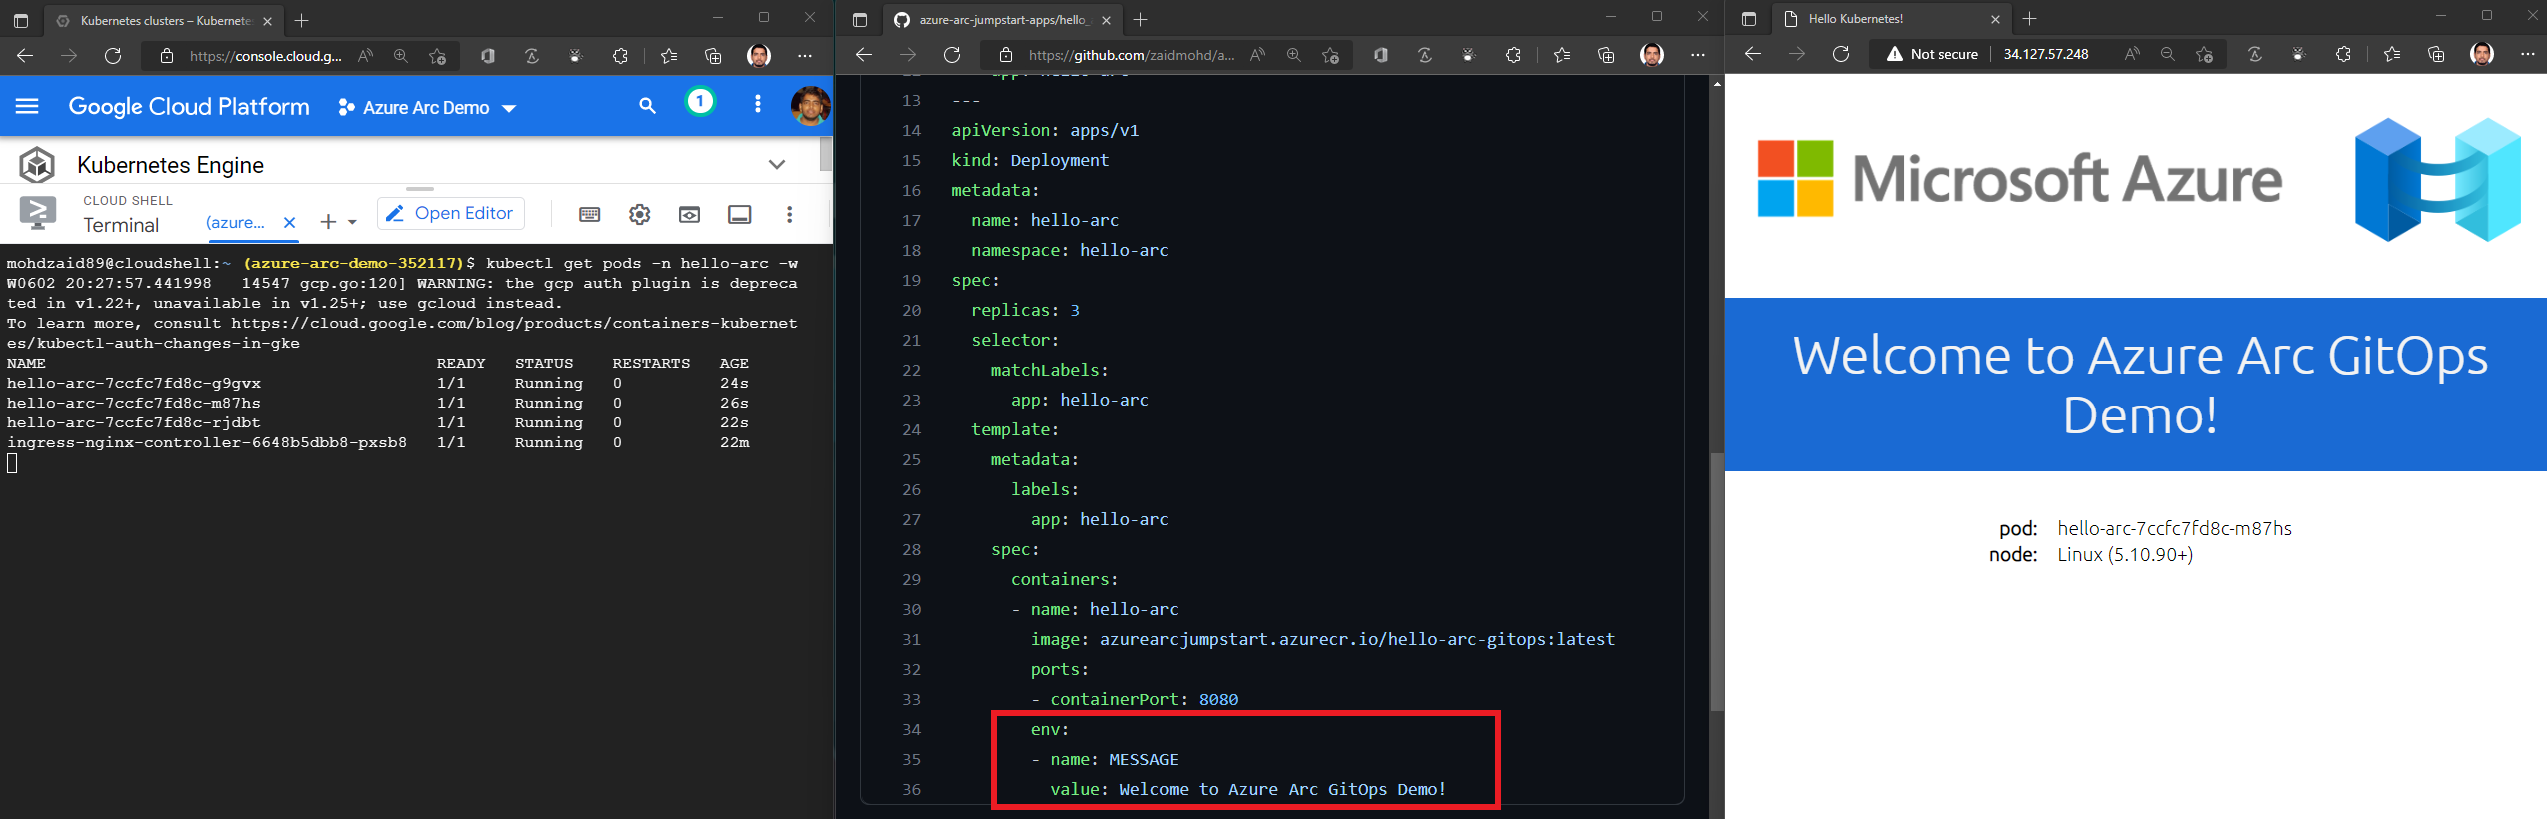 Kubernetes clusters – Kubernete
https://console.cloud.g...
Google Cloud Platform
Azure Arc Demo
1
Kubernetes Engine
CLOUD SHELL
Terminal
(azure...
Open Editor
mohdzaid89@cloudshell:~ (azure-arc-demo-352117)$ kubectl get pods -n hello-arc -w
W0602 20:27:57.441998   14547 gcp.go:120] WARNING: the gcp auth plugin is depreca
ted in v1.22+, unavailable in v1.25+; use gcloud instead.
To learn more, consult https://cloud.google.com/blog/products/containers-kubernet
es/kubectl-auth-changes-in-gke
NAME READY STATUS RESTARTS AGE
hello-arc-7ccfc7fd8c-g9gvx 1/1 Running 0 24s
hello-arc-7ccfc7fd8c-m87hs 1/1 Running 0 26s
hello-arc-7ccfc7fd8c-rjdbt 1/1 Running 0 22s
ingress-nginx-controller-6648b5dbb8-pxsb8 1/1 Running 0 22m
azure-arc-jumpstart-apps/hello_
https://github.com/zaidmohd/a...
13 ---
14 apiVersion: apps/v1
15 kind: Deployment
16 metadata:
17 name: hello-arc
18 namespace: hello-arc
19 spec:
20 replicas: 3
21 selector:
22 matchLabels:
23 app: hello-arc
24 template:
25 metadata:
26 labels:
27 app: hello-arc
28 spec:
29 containers:
30 - name: hello-arc
31 image: azurearcjumpstart.azurecr.io/hello-arc-gitops:latest
32 ports:
33 - containerPort: 8080
34 env:
35 - name: MESSAGE
36 value: Welcome to Azure Arc GitOps Demo!
Hello Kubernetes!
Not secure
34.127.57.248
Microsoft Azure
Welcome to Azure Arc GitOps
Demo!
pod: hello-arc-7ccfc7fd8c-m87hs
node: Linux (5.10.90+)